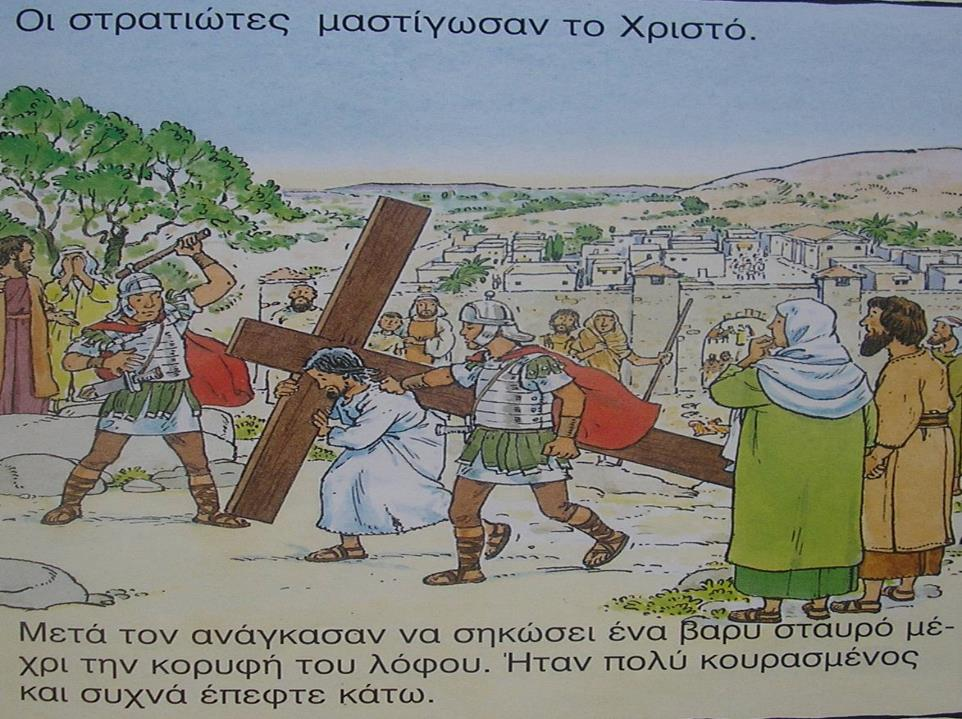 Οι στρατιώτες μαστίγωσαν το Χριστό.
Μετά τον ανάγκασαν να σηκώσει ένα βαρύ σταυρό μέ-
χρι την κορυφή του λόφου. Ήταν πολύ κουρασμένος
και συχνά έπεφτε κάτω.